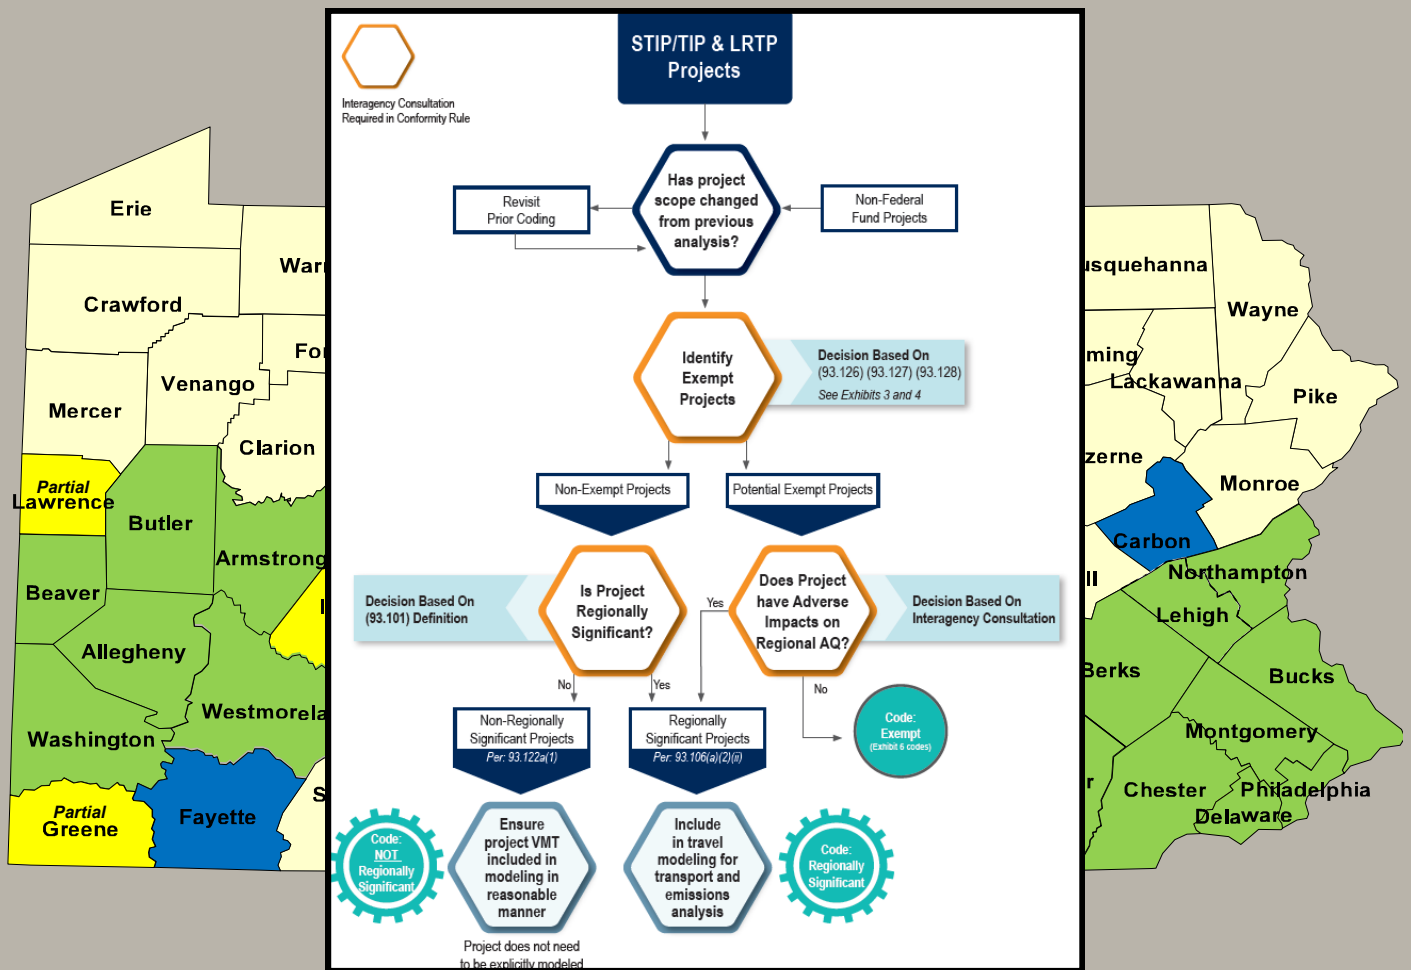 STIP/TIP & LRTP
Projects
Interagency Consultation
Required in Conformity Rule
Has project
scope changed
from previous
analysis?
Revisit
Prior Coding
Non-Federal
Fund Projects
Identify
Exempt
Projects
Decision Based On
(93.126) (93.127) (93.128)
See Exhibits 3 and 4
Non-Exempt Projects
Potential Exempt Projects
Is Project
Regionally
Significant?
Decision Based On
(93.101) Definition
Does Project
have Adverse
Impacts on
Regional AQ?
Decision Based On
Interagency Consultation
Yes
No
Yes
No
Non-Regionally
Significant Projects
Per: 93.122a(1)
Regionally
Significant Projects
Per: 93.106(a)(2)(ii)
Code:
Exempt
(Exhibit 6 codes)
Code:
NOT
Regionally
Significant
Ensure
project VMT
included in
modeling in
reasonable
manner
Include
in travel
modeling for
transport and
emissions
analysis
Code:
Regionally
Significant
Project does not need
to be explicitly modeled
Erie
Warr
Crawford
Venango
For
Mercer
Clarion
Partial
Lawrence
Butler
Armstrong
Beaver
I
Allegheny
Westmorela
Washington
Partial
Greene
Fayette
S
usquehanna
Wayne
ming
Lackawanna
Pike
zerne
Monroe
Carbon
ll
Northampton
Lehigh
Berks
Bucks
Montgomery
r
Chester
Philadelphia
Delaware